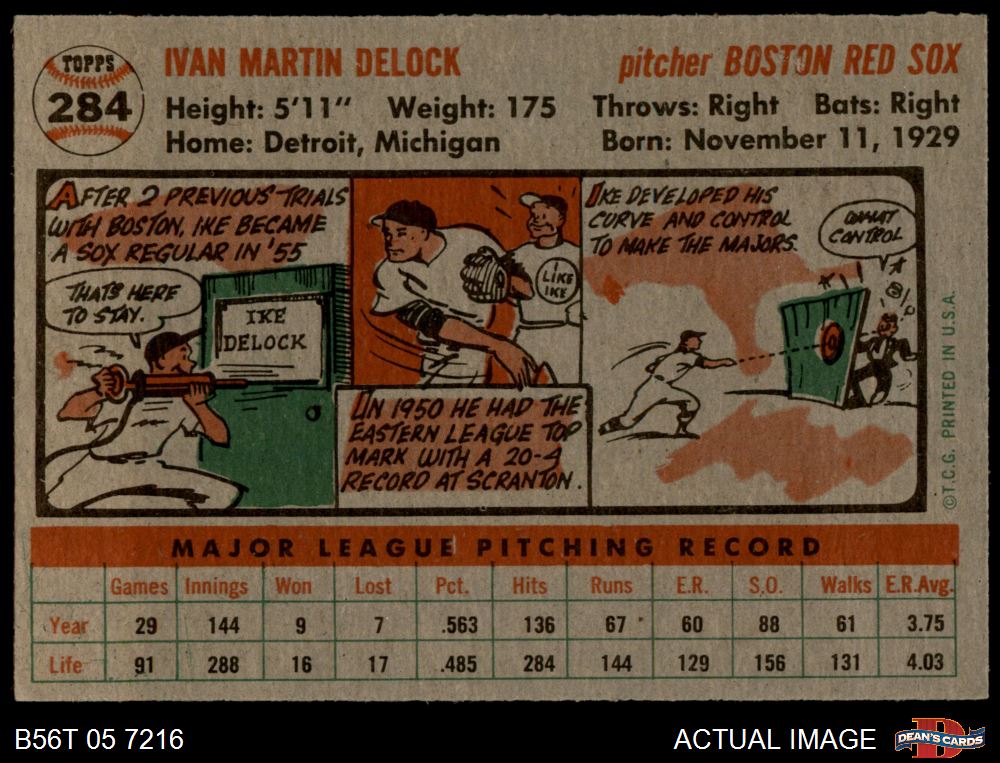 TOPPS
284
IVAN MARTIN DELOCK
pitcher BOSTON RED SOX
Height: 5'11" Weight: 175 Throws: Right Bats: Right
Home: Detroit, Michigan Born: November 11, 1929
AFTER 2 PREVIOUS TRIALS
WITH BOSTON, IKE BECAME
A SOX REGULAR IN '55
THATS HERE
TO STAY.
IKE
DELOCK
I
LIKE
IKE
IN 1950 HE HAD THE
EASTERN LEAGUE TOP
MARK WITH A 20-4
RECORD AT SCRANTON.
IKE DEVELOPED HIS
CURVE AND CONTROL
TO MAKE THE MAJORS.
CONTROL
©T.C.G. PRINTED IN U.S.A.
MAJOR LEAGUE PITCHING RECORD
Games Innings Won Lost Pct. Hits Runs E.R. S.O. Walks E.R.Avg.
Year 29 144 9 7 .563 136 67 60 88 61 3.75
Life 91 288 16 17 .485 284 144 129 156 131 4.03
B56T 05 7216
ACTUAL IMAGE
DEAN'S CARDS